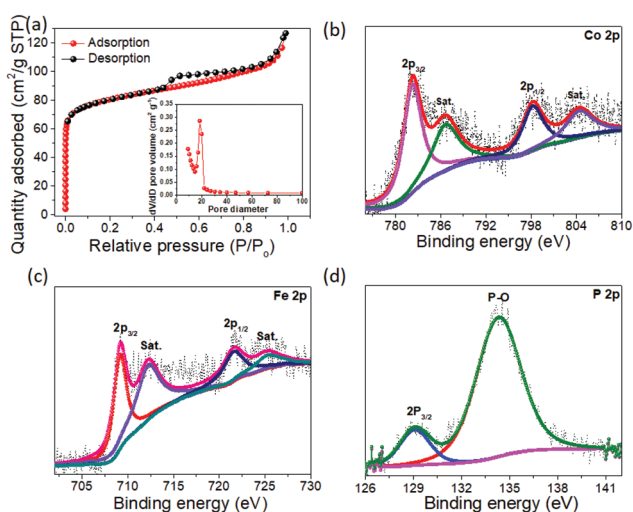 (a)
Adsorption
Desorption
Quantity adsorbed (cm²/g STP)
120
100
80
60
40
20
0
0.0 0.2 0.4 0.6 0.8 1.0
Relative pressure (P/Po)
dV/dD pore volume (cm² g⁻¹)
0.35
0.30
0.25
0.20
0.15
0.10
0.05
0.00
0 20 40 60 80 100
Pore diameter
(b)
Co 2p
2p3/2
Sat.
2p1/2
Sat.
780 786 792 798 804 810
Binding energy (eV)
(c)
Fe 2p
2p3/2
Sat.
2p1/2
Sat.
705 710 715 720 725 730
Binding energy (eV)
(d)
P 2p
P-O
2P3/2
126 129 132 135 138 141
Binding energy (eV)